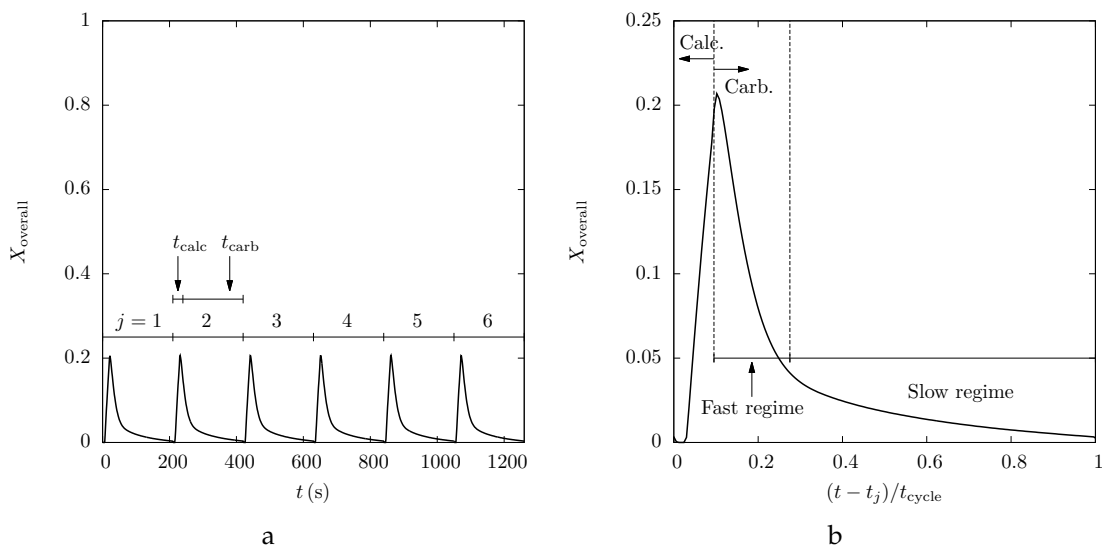 1
0.8
0.6
0.4
0.2
0
X_overall
t_calc t_carb
j = 1 2 3 4 5 6
0 200 400 600 800 1000 1200
t (s)
a
0.25
0.2
0.15
0.1
0.05
0
X_overall
Calc.
Carb.
Fast regime
Slow regime
0 0.2 0.4 0.6 0.8 1
(t − t_j)/t_cycle
b